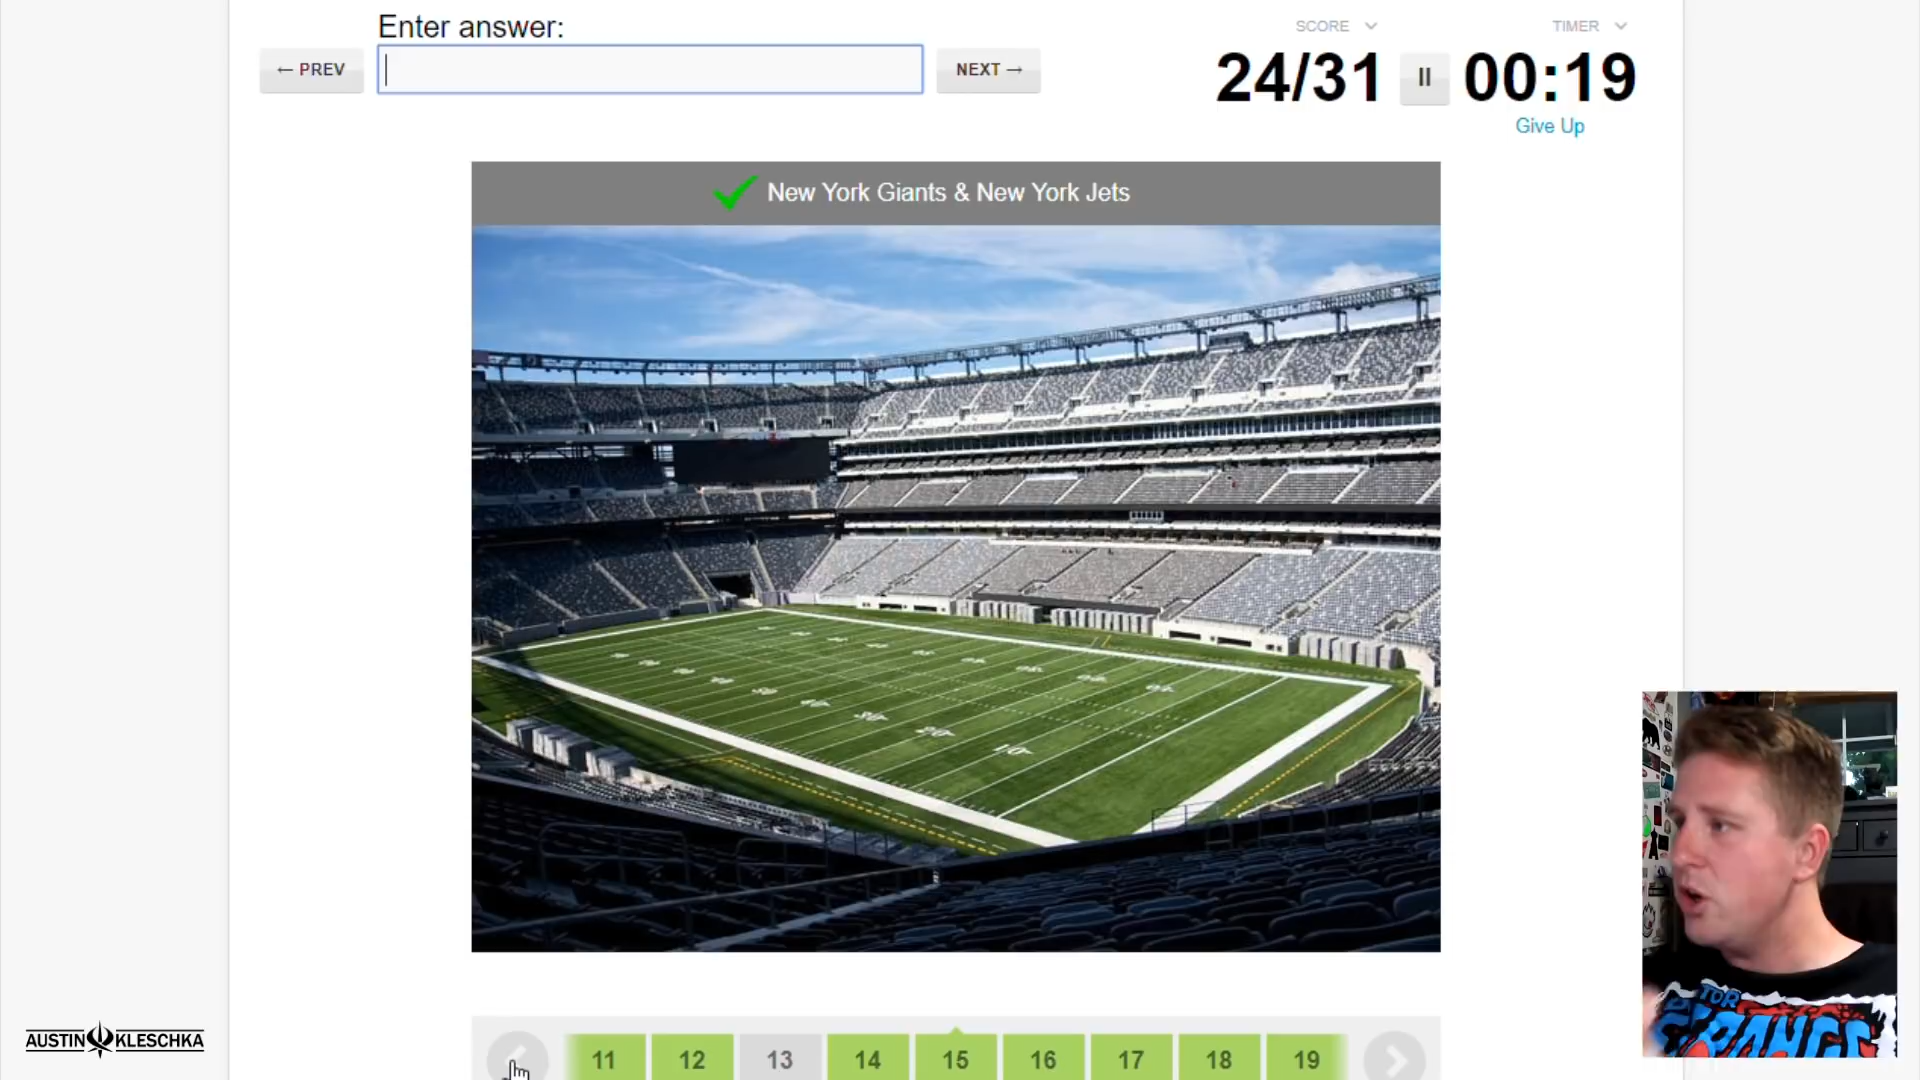 Enter answer:
← PREV
NEXT →
SCORE
24/31
TIMER
00:19
Give Up
New York Giants & New York Jets
11
12
13
14
15
16
17
18
19
AUSTIN KLESCHKA
TOR